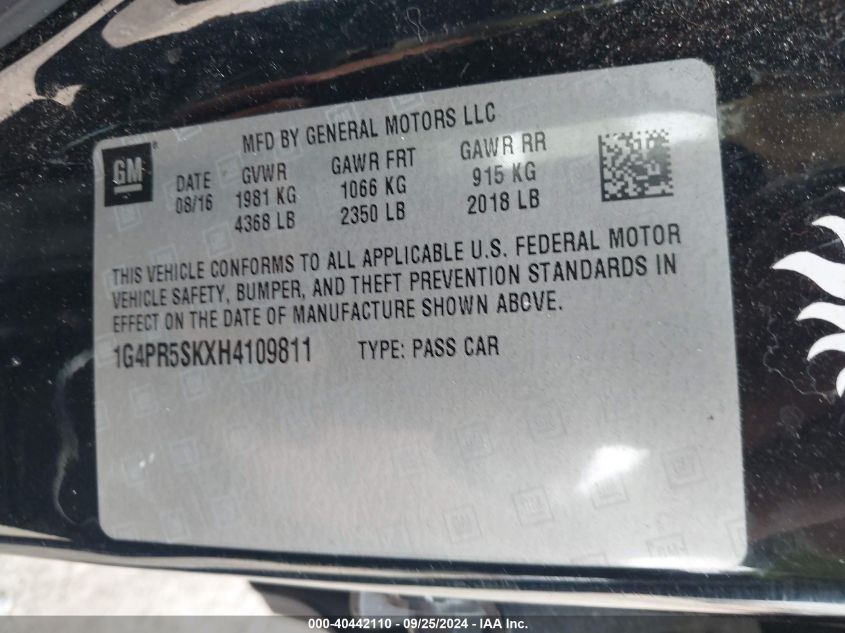 MFD BY GENERAL MOTORS LLC
GM
DATE GVWR GAWR FRT GAWR RR
08/16 1981 KG 1066 KG 915 KG
4368 LB 2350 LB 2018 LB
THIS VEHICLE CONFORMS TO ALL APPLICABLE U.S. FEDERAL MOTOR
VEHICLE SAFETY, BUMPER, AND THEFT PREVENTION STANDARDS IN
EFFECT ON THE DATE OF MANUFACTURE SHOWN ABOVE.
1G4PR5SKXH4109811 TYPE: PASS CAR
000-40442110 - 09/25/2024 - IAA Inc.